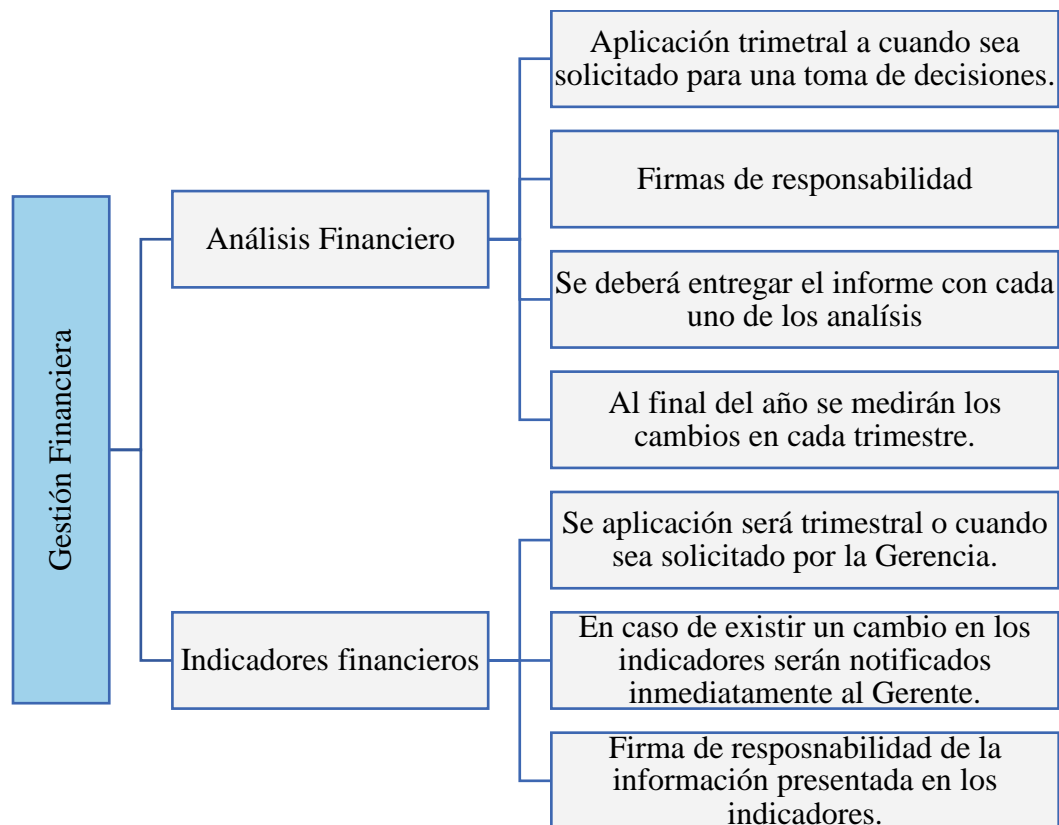 Gestión Financiera
Análisis Financiero
Aplicación trimetral a cuando sea
solicitado para una toma de decisiones.
Firmas de responsabilidad
Se deberá entregar el informe con cada
uno de los analísis
Al final del año se medirán los
cambios en cada trimestre.
Indicadores financieros
Se aplicación será trimestral o cuando
sea solicitado por la Gerencia.
En caso de existir un cambio en los
indicadores serán notificados
inmediatamente al Gerente.
Firma de resposnabilidad de la
información presentada en los
indicadores.